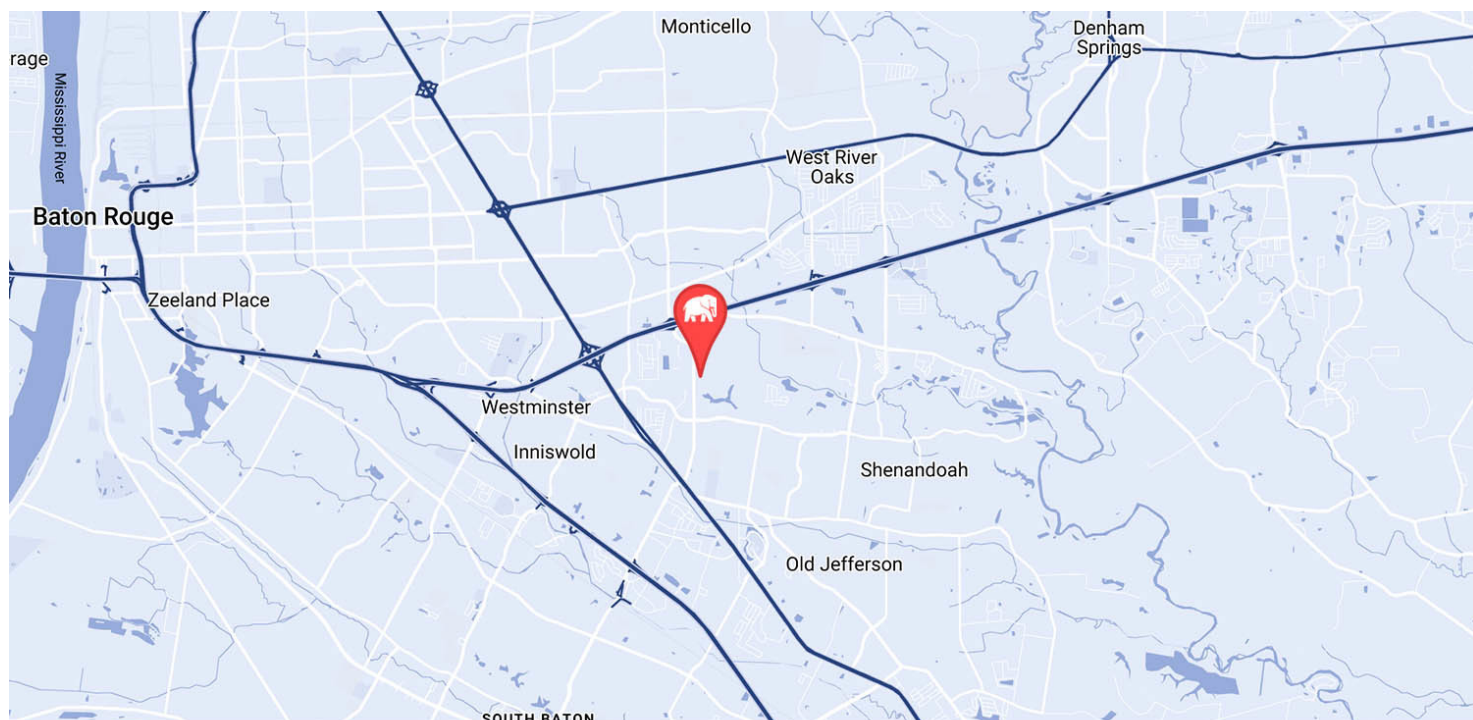 Monticello
Denham
Springs
rage
Mississippi River
West River
Oaks
Baton Rouge
Zeeland Place
Westminster
Inniswold
Shenandoah
Old Jefferson
SOUTH BATON